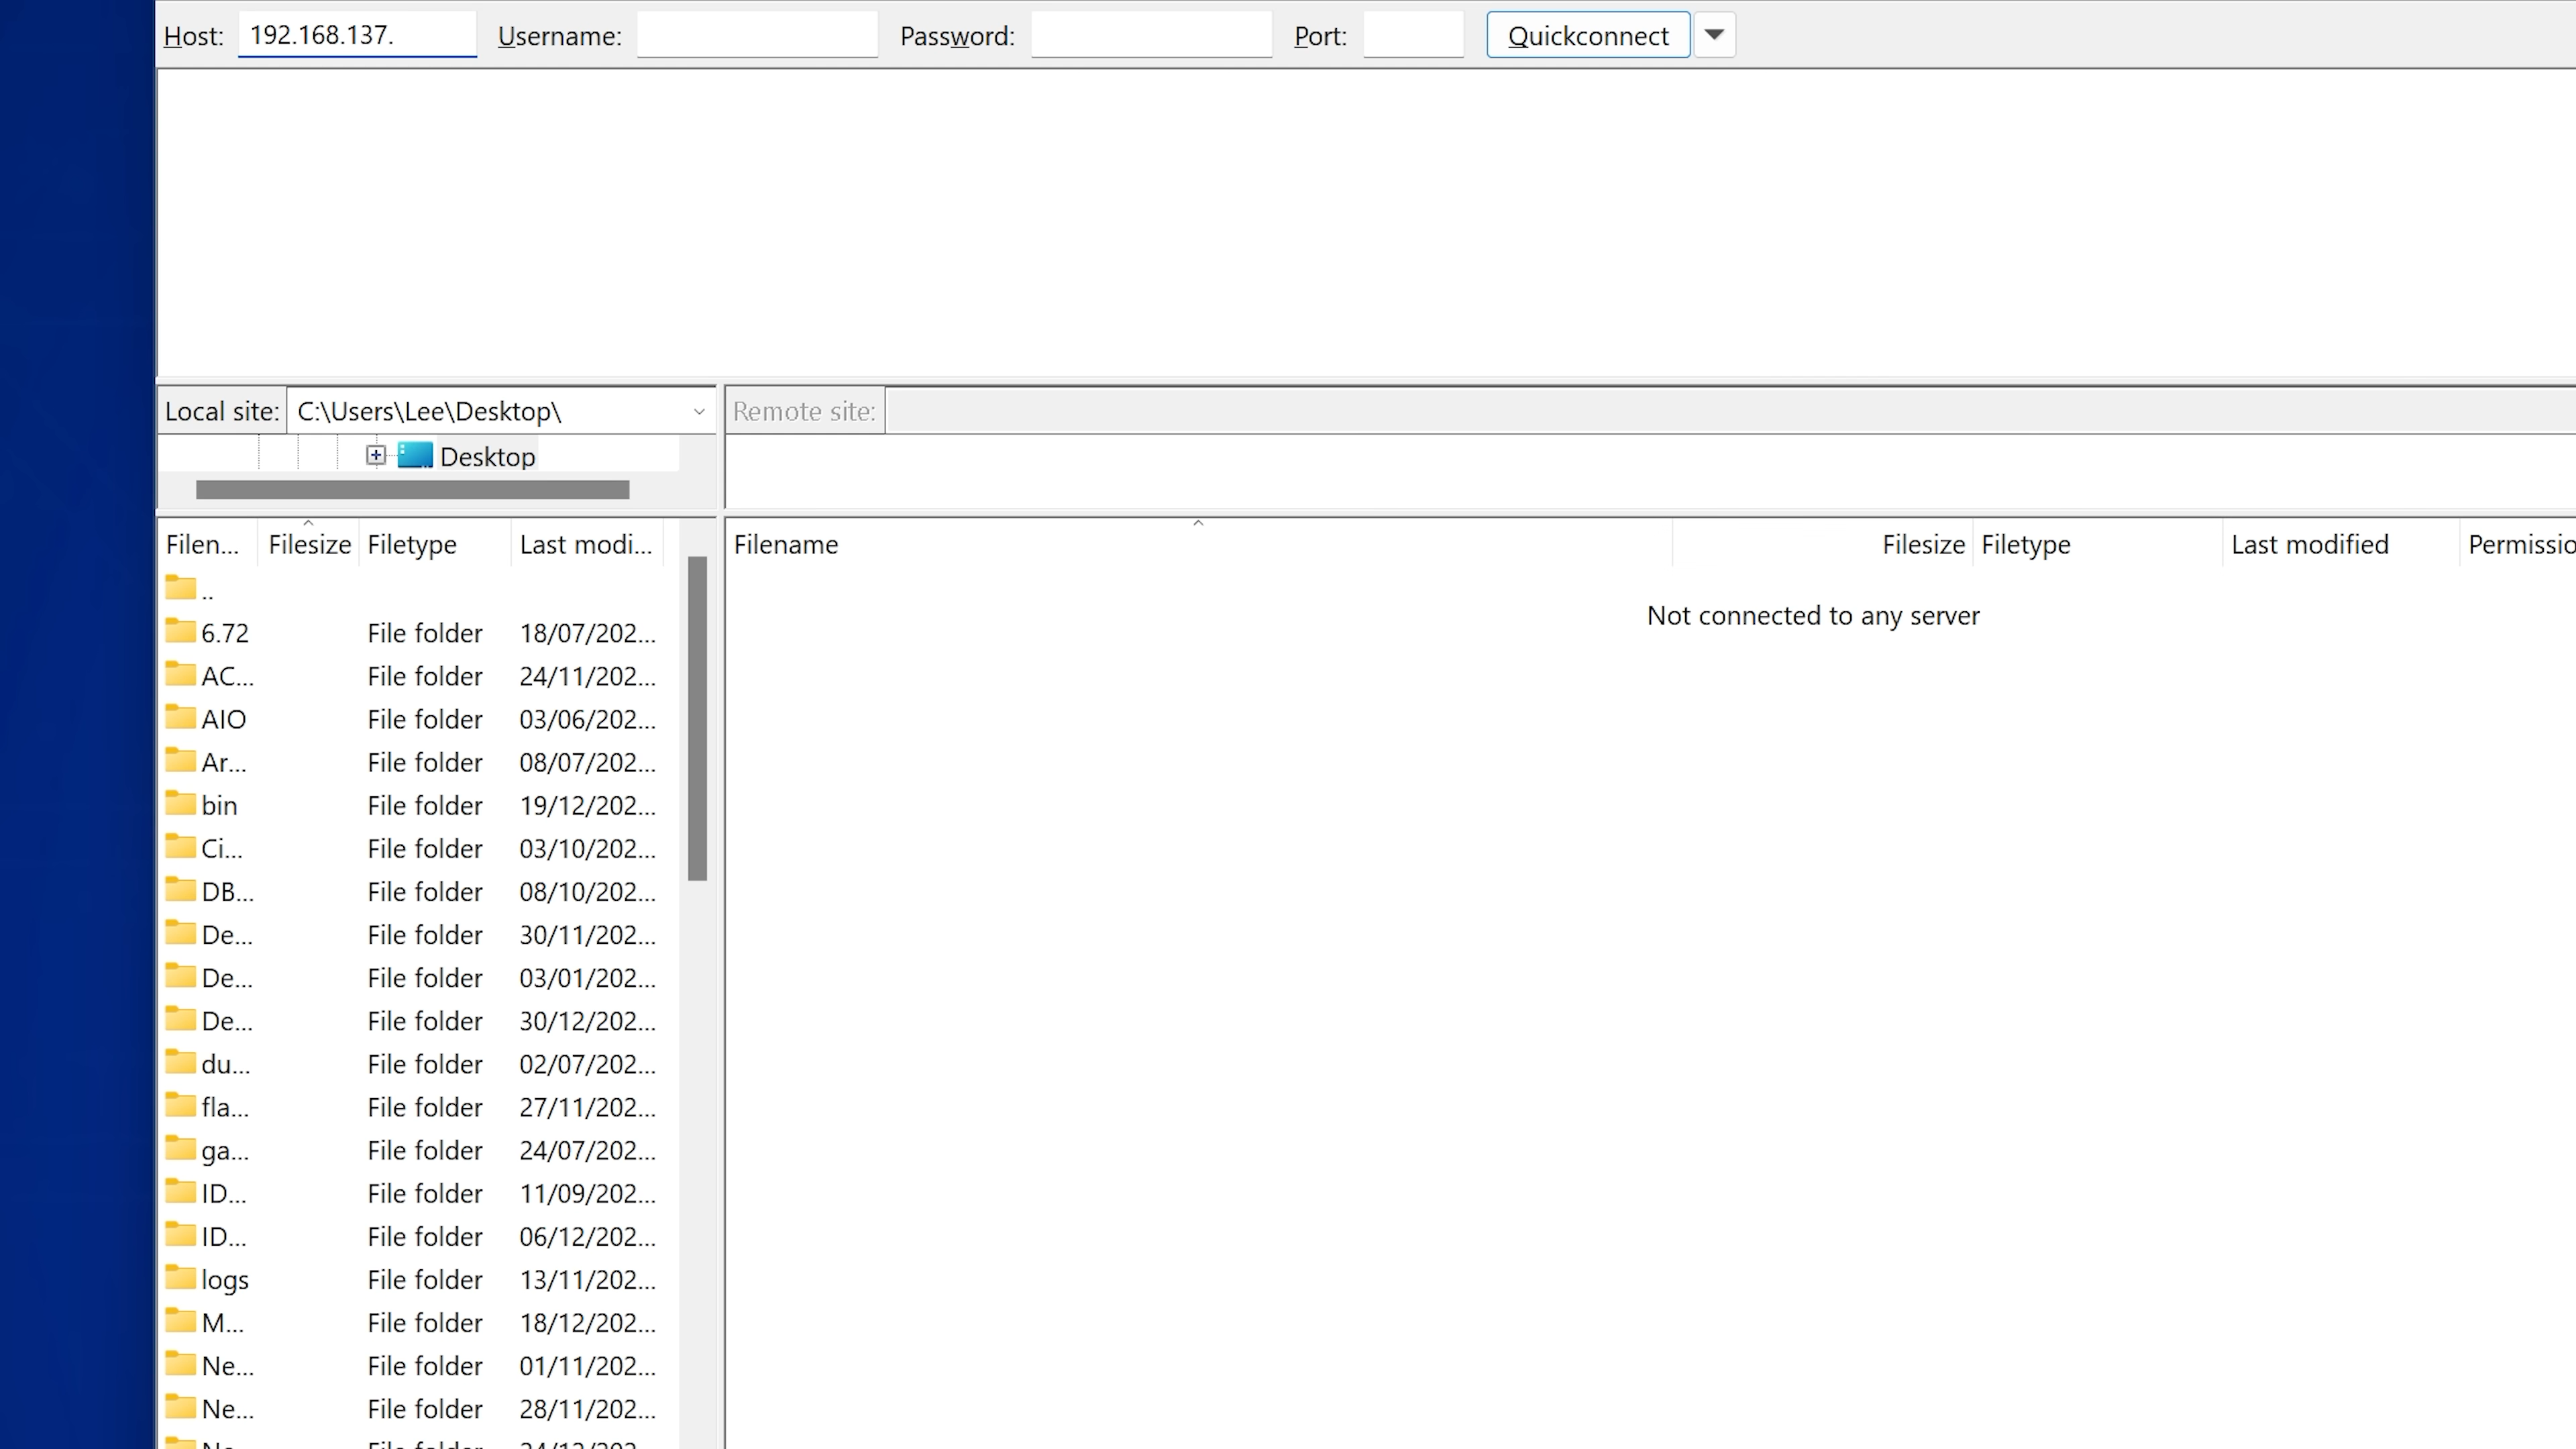 Host: 192.168.137. Username: Password: Port: Quickconnect
Local site: C:\Users\Lee\Desktop\ Remote site:
Desktop
Filen... Filesize Filetype Last modi... Filename Filesize Filetype Last modified Permissio
..
Not connected to any server
6.72 File folder 18/07/202...
AC... File folder 24/11/202...
AIO File folder 03/06/202...
Ar... File folder 08/07/202...
bin File folder 19/12/202...
Ci... File folder 03/10/202...
DB... File folder 08/10/202...
De... File folder 30/11/202...
De... File folder 03/01/202...
De... File folder 30/12/202...
du... File folder 02/07/202...
fla... File folder 27/11/202...
ga... File folder 24/07/202...
ID... File folder 11/09/202...
ID... File folder 06/12/202...
logs File folder 13/11/202...
M... File folder 18/12/202...
Ne... File folder 01/11/202...
Ne... File folder 28/11/202...